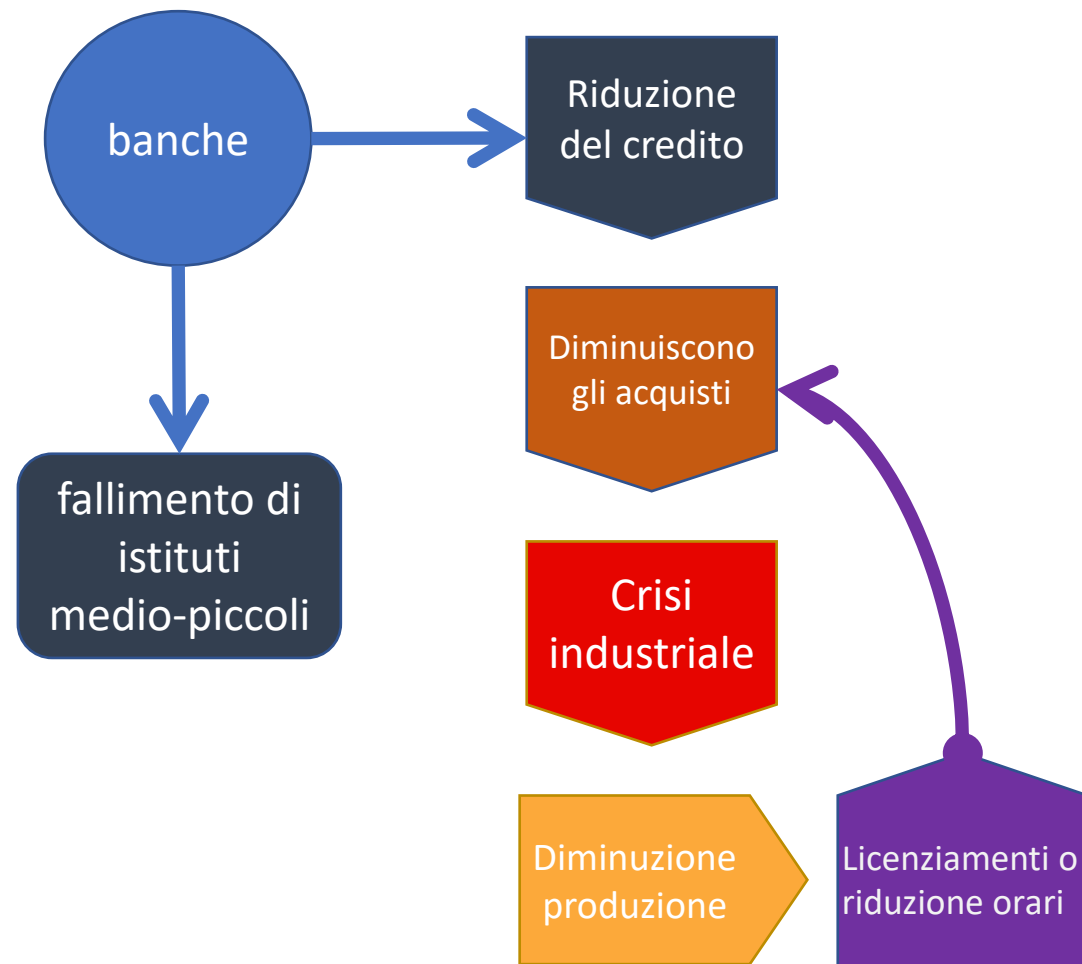 banche
Riduzione
del credito
Diminuiscono
gli acquisti
fallimento di
istituti
medio-piccoli
Crisi
industriale
Diminuzione
produzione
Licenziamenti o
riduzione orari